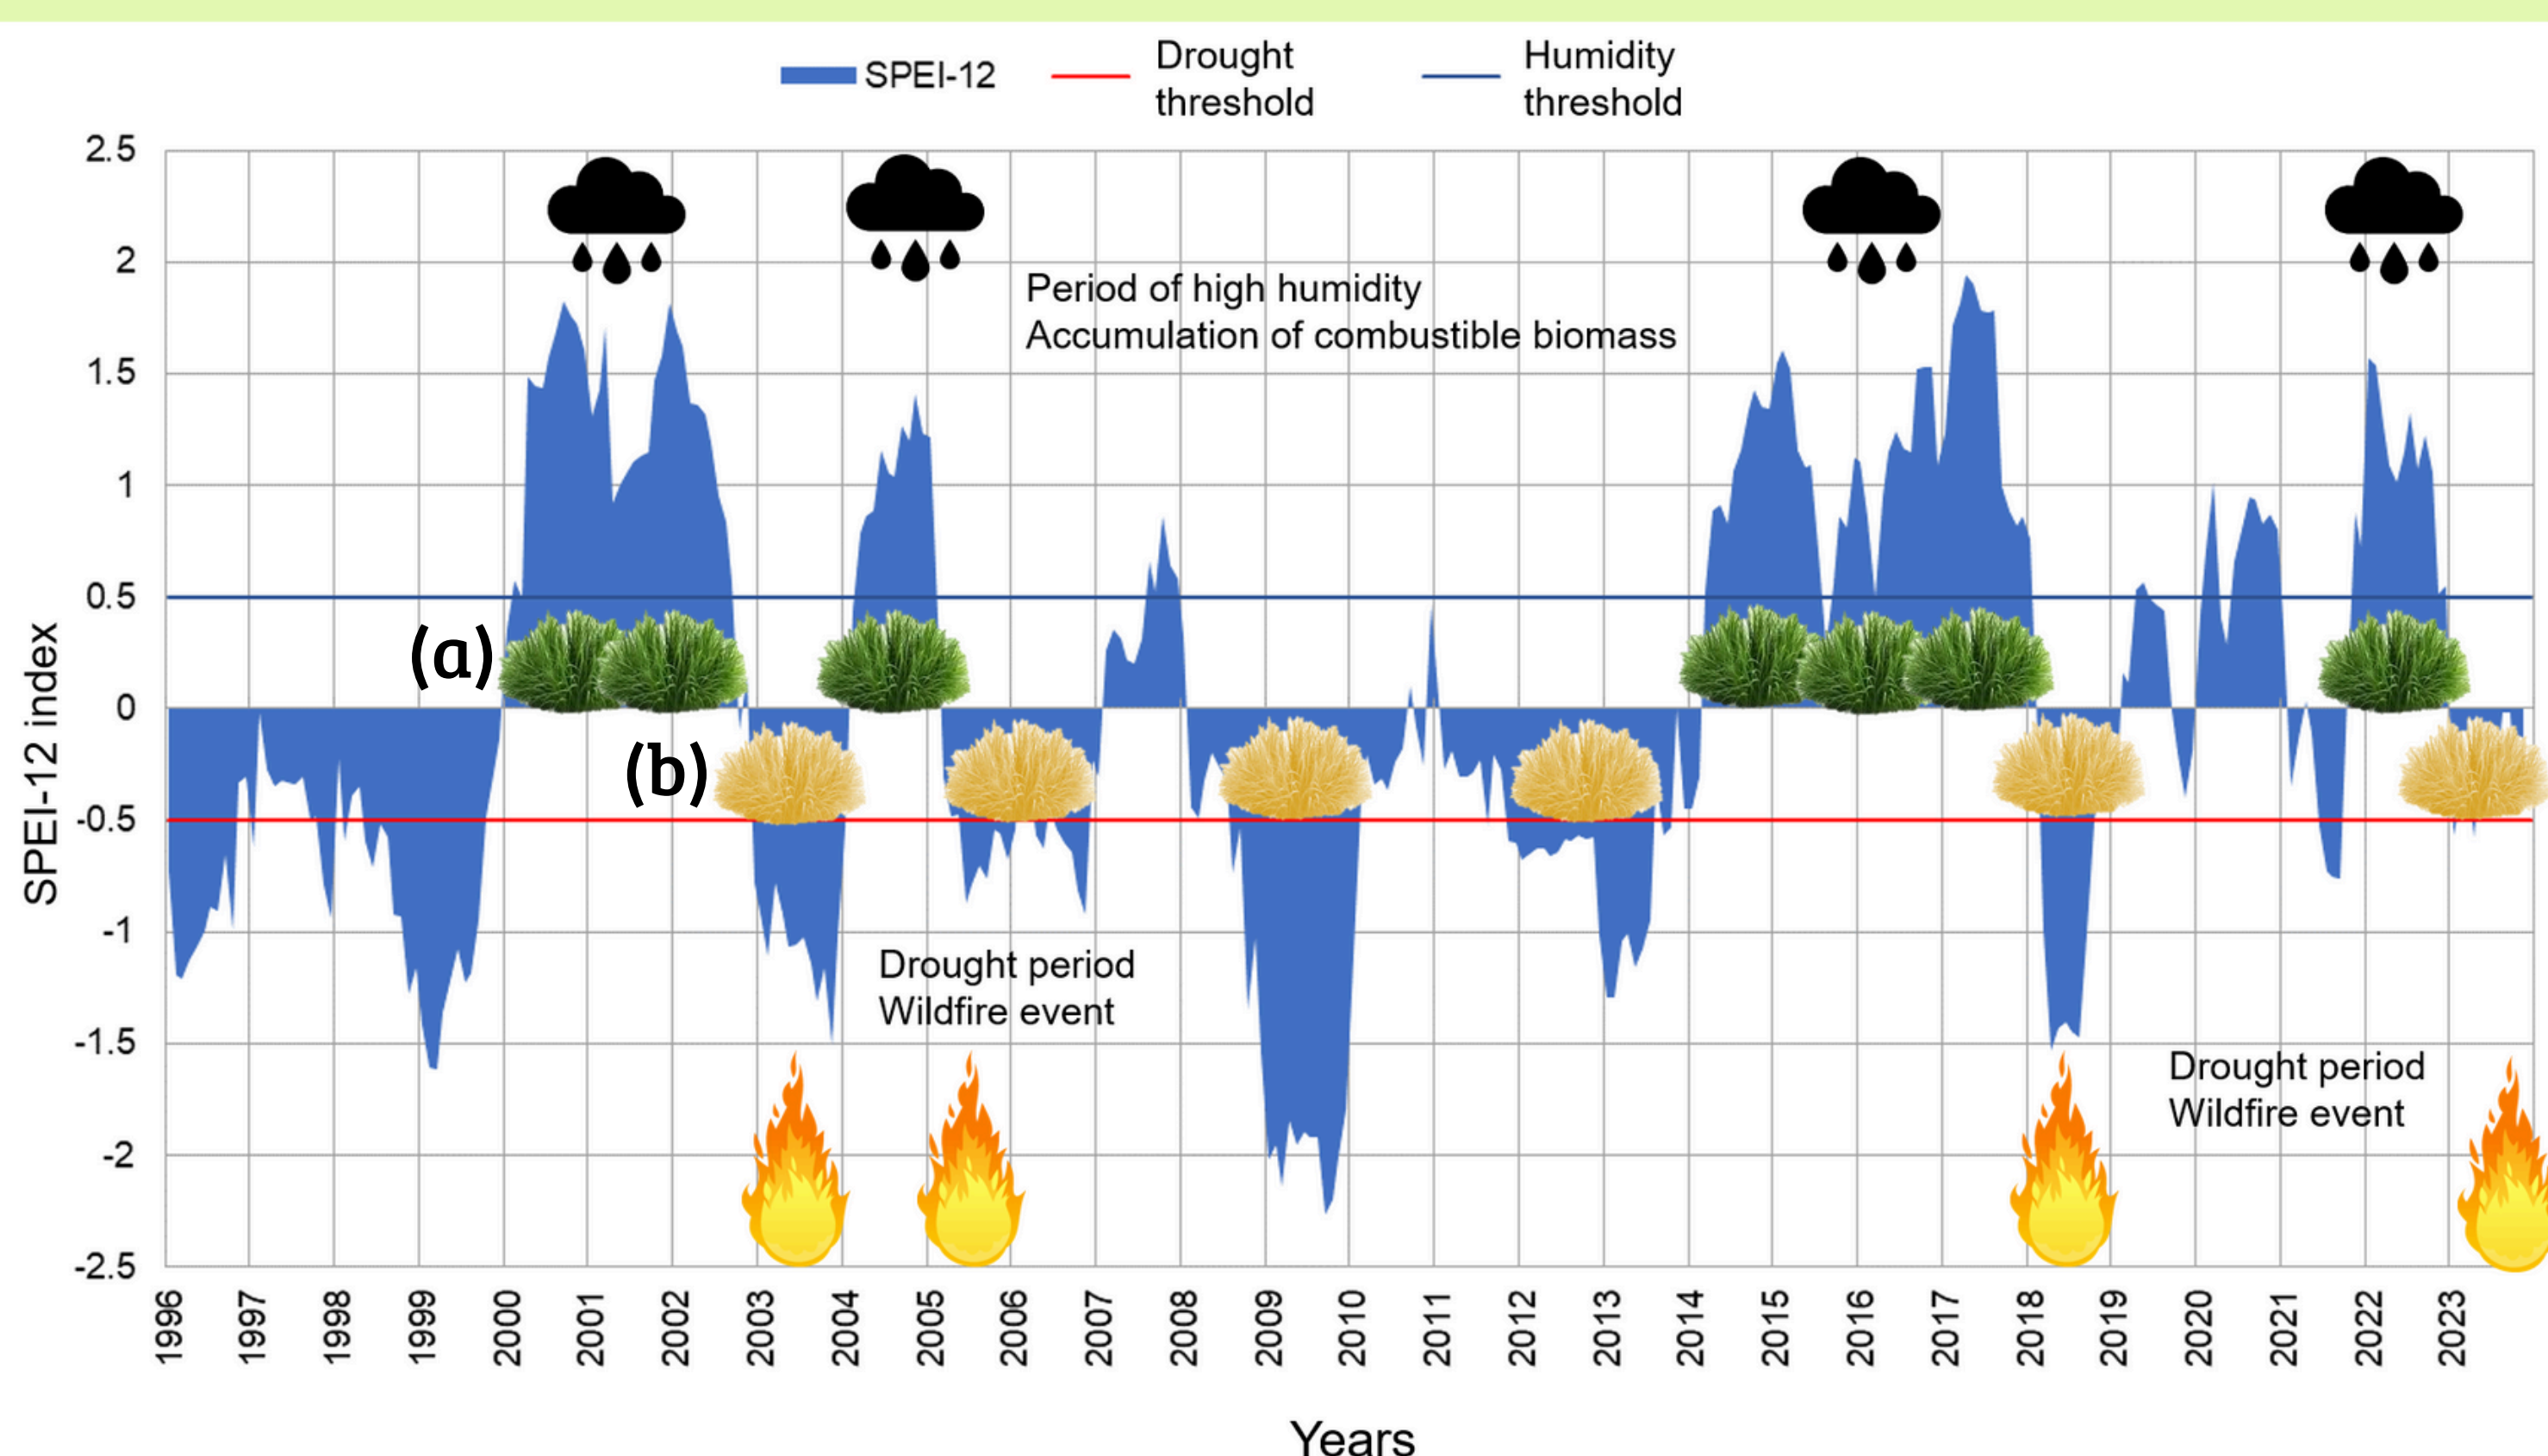 SPEI-12
Drought
threshold
Humidity
threshold
2.5
2
1.5
1
0.5
0
-0.5
-1
-1.5
-2
-2.5
SPEI-12 index
Period of high humidity
Accumulation of combustible biomass
(a)
(b)
Drought period
Wildfire event
Drought period
Wildfire event
1996
1997
1998
1999
2000
2001
2002
2003
2004
2005
2006
2007
2008
2009
2010
2011
2012
2013
2014
2015
2016
2017
2018
2019
2020
2021
2022
2023
Years